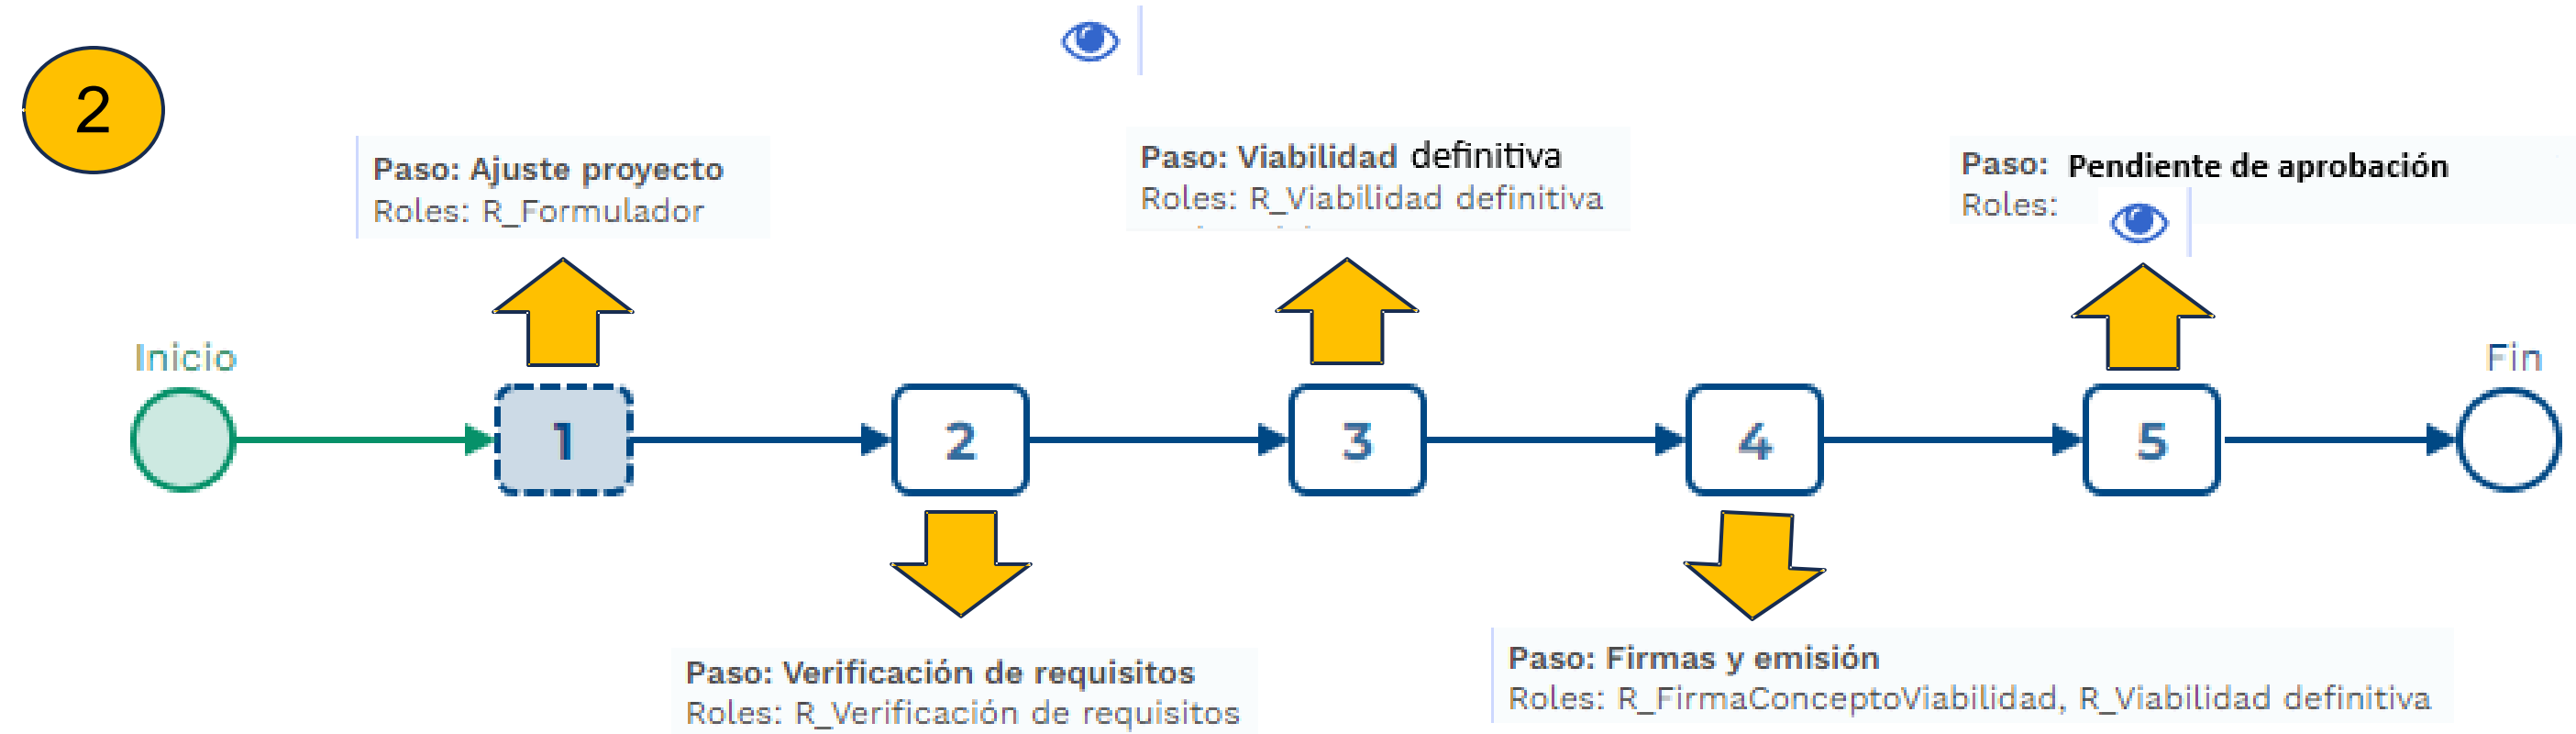 2
Paso: Ajuste proyecto
Roles: R_Formulador
Paso: Viabilidad definitiva
Roles: R_Viabilidad definitiva
Paso: Pendiente de aprobación
Roles:
Inicio
1
2
3
4
5
Fin
Paso: Verificación de requisitos
Roles: R_Verificación de requisitos
Paso: Firmas y emisión
Roles: R_FirmaConceptoViabilidad, R_Viabilidad definitiva